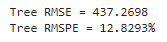 Tree RMSE = 437.2698
Tree RMSPE = 12.8293%